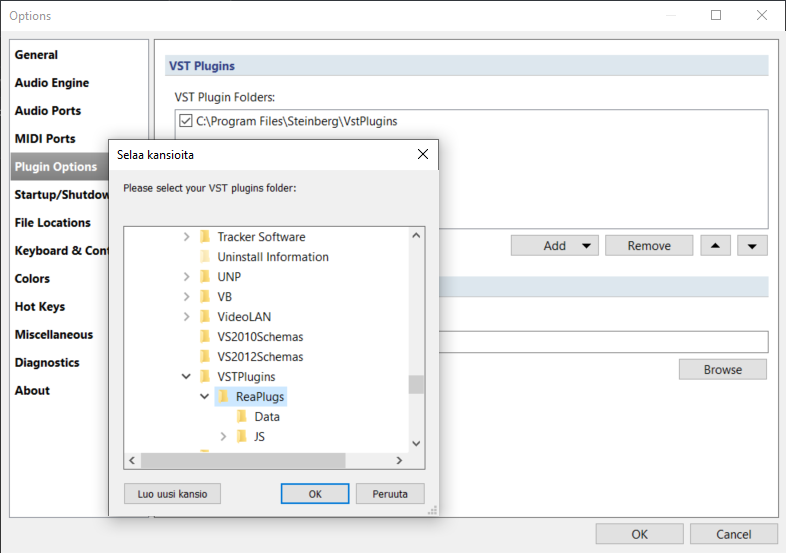 Options
General
Audio Engine
Audio Ports
MIDI Ports
Plugin Options
Startup/Shutdow
File Locations
Keyboard & Cont
Colors
Hot Keys
Miscellaneous
Diagnostics
About
VST Plugins
VST Plugin Folders:
C:\Program Files\Steinberg\VstPlugins
Add
Remove
Browse
Selaa kansioita
Please select your VST plugins folder:
Tracker Software
Uninstall Information
UNP
VB
VideoLAN
VS2010Schemas
VS2012Schemas
VSTPlugins
ReaPlugs
Data
JS
Luo uusi kansio
OK
Peruuta
OK
Cancel